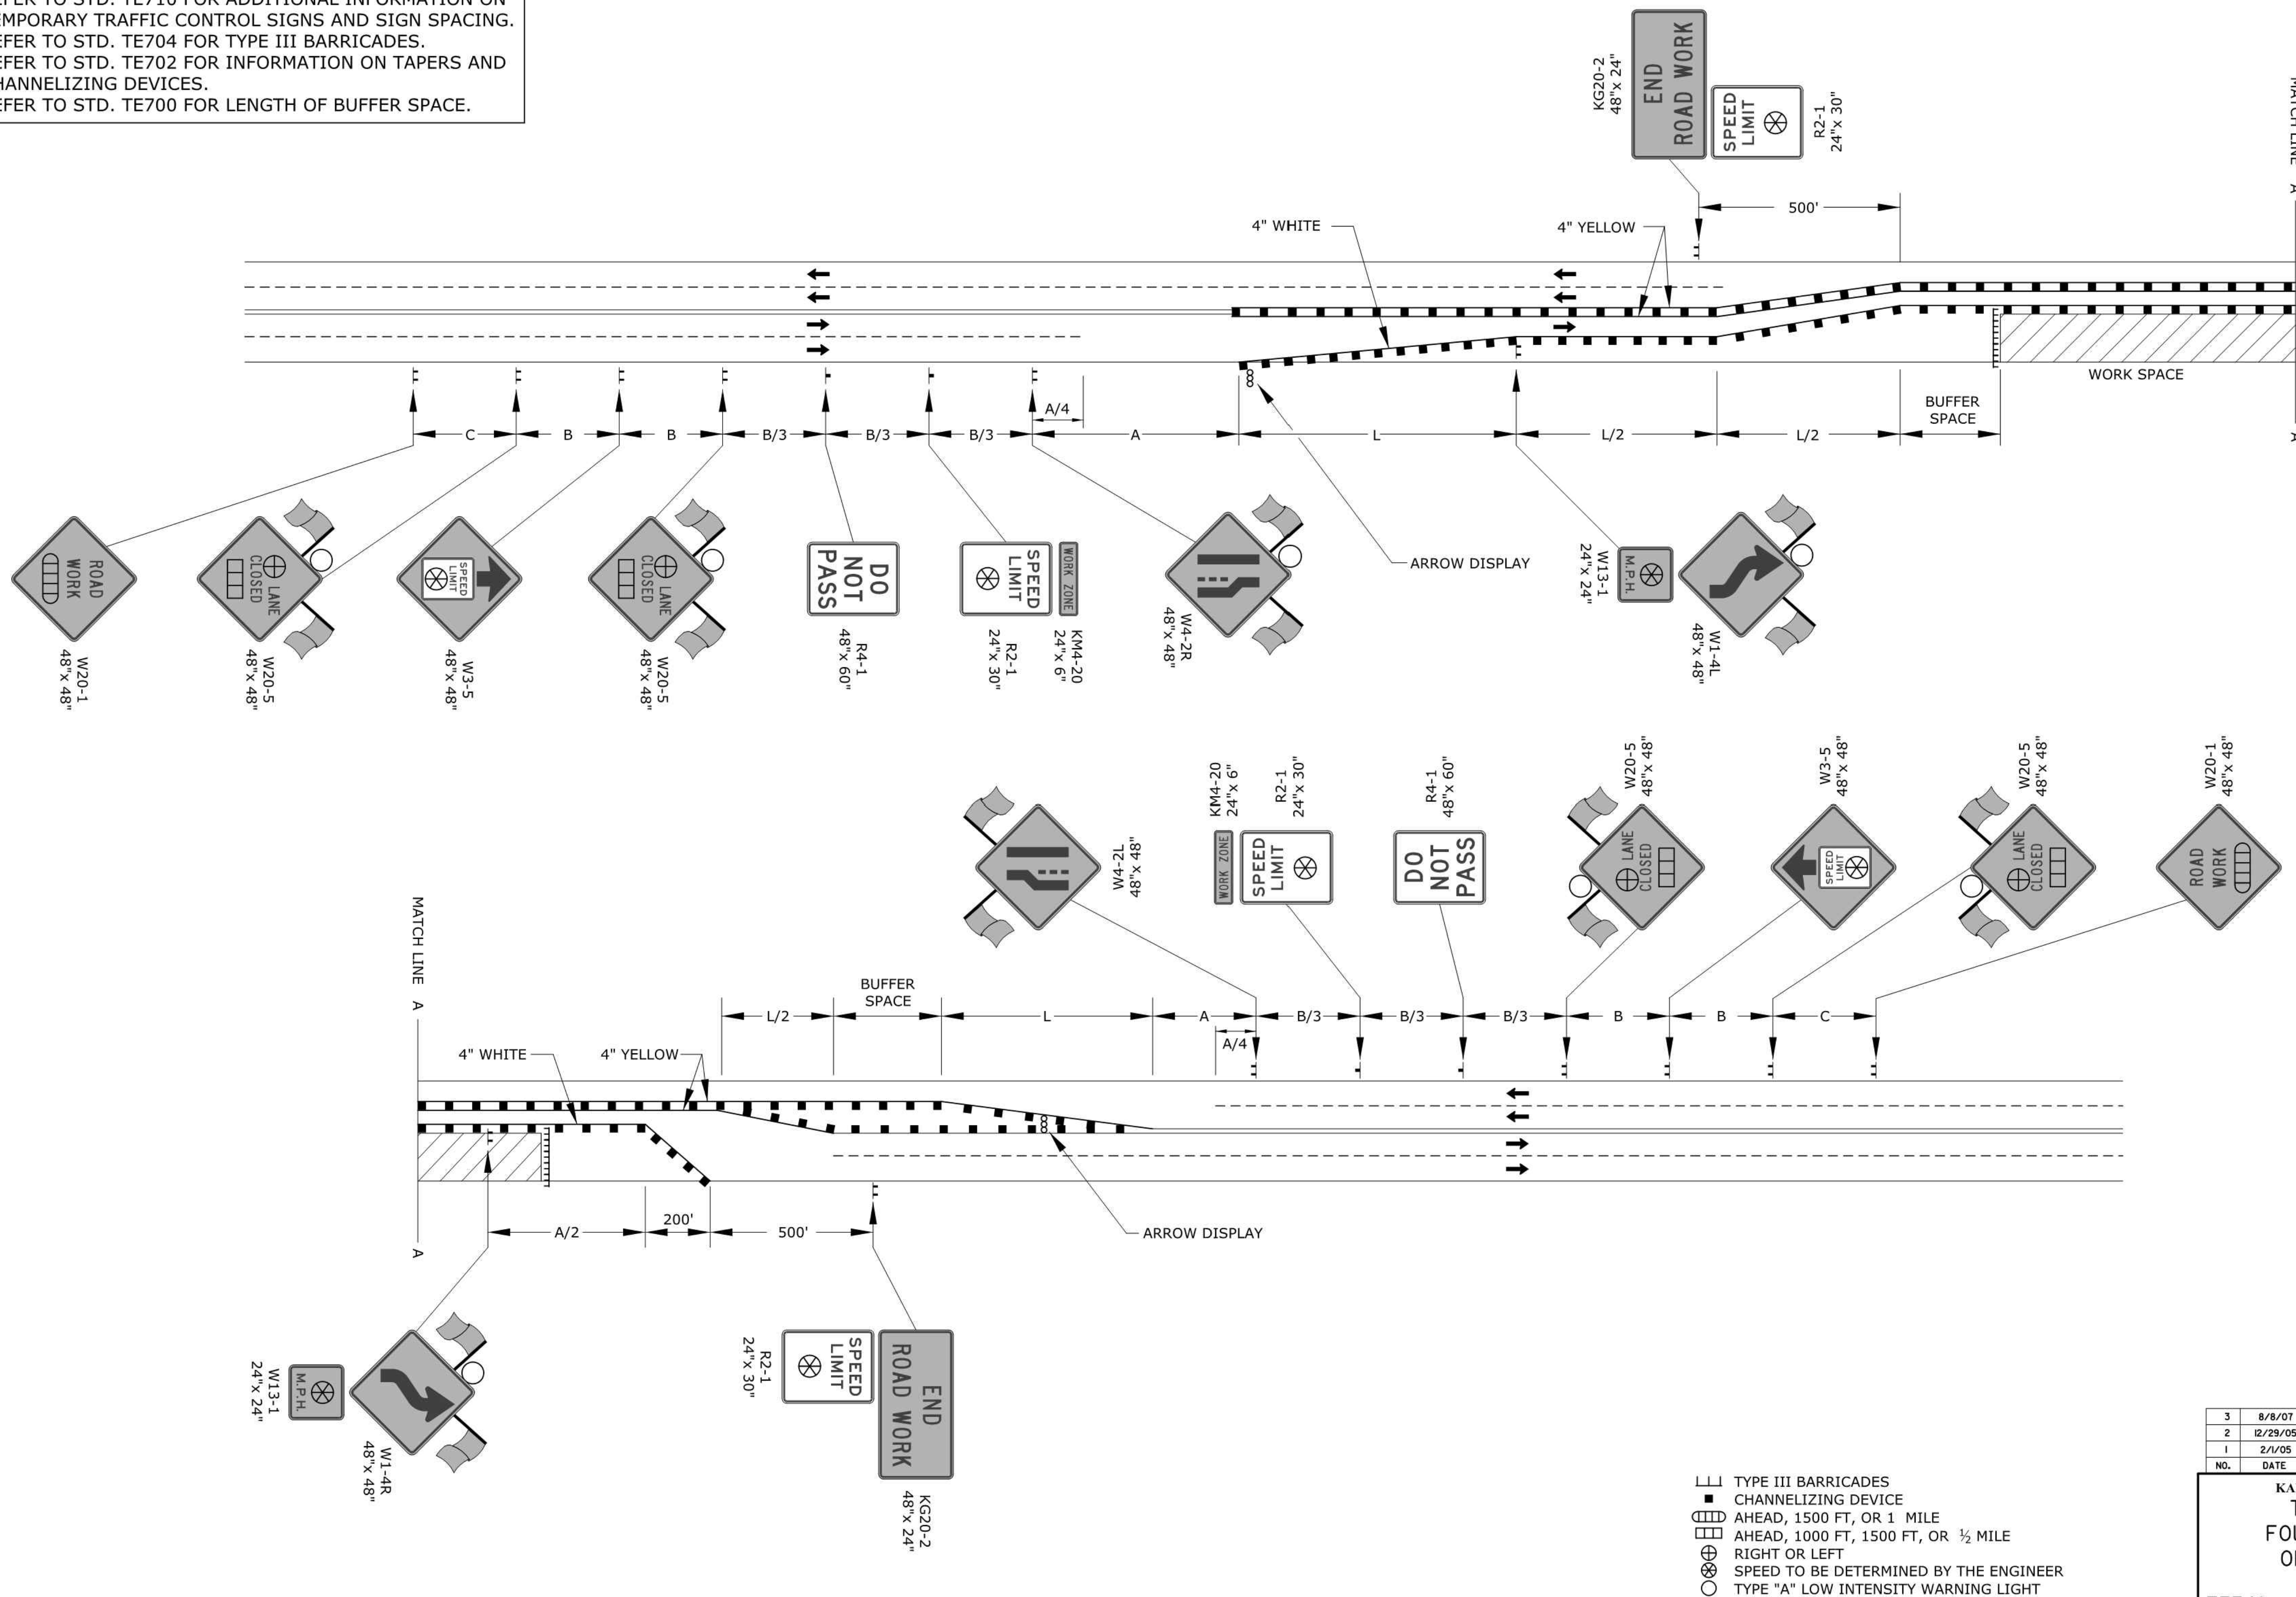 TEMPORARY TRAFFIC CONTROL SIGNS AND SIGN SPACING.
REFER TO STD. TE704 FOR TYPE III BARRICADES.
REFER TO STD. TE702 FOR INFORMATION ON TAPERS AND
CHANNELIZING DEVICES.
REFER TO STD. TE700 FOR LENGTH OF BUFFER SPACE.
KG20-2
48"x 24"
END
ROAD WORK
SPEED
LIMIT
R2-1
24"x 30"
MATCH LINE A
500'
4" WHITE
4" YELLOW
WORK SPACE
BUFFER
SPACE
A/4
C
B
B
B/3
B/3
B/3
A
L
L/2
L/2
A
ROAD
WORK
W20-1
48"x 48"
LANE
CLOSED
W20-5
48"x 48"
SPEED
LIMIT
W3-5
48"x 48"
LANE
CLOSED
W20-5
48"x 48"
DO
NOT
PASS
R4-1
48"x 60"
WORK ZONE
SPEED
LIMIT
KM4-20
24"x 6"
R2-1
24"x 30"
W4-2R
48"x 48"
ARROW DISPLAY
M.P.H.
W13-1
24"x 24"
W1-4L
48"x 48"
W4-2L
48"x 48"
KM4-20
24"x 6"
WORK ZONE
R2-1
24"x 30"
SPEED
LIMIT
R4-1
48"x 60"
DO
NOT
PASS
W20-5
48"x 48"
LANE
CLOSED
W3-5
48"x 48"
SPEED
LIMIT
W20-5
48"x 48"
LANE
CLOSED
W20-1
48"x 48"
ROAD
WORK
MATCH LINE A
L/2
BUFFER
SPACE
L
A
B/3
B/3
B/3
B
B
C
A/4
4" WHITE
4" YELLOW
A
A/2
200'
500'
ARROW DISPLAY
M.P.H.
W13-1
24"x 24"
W1-4R
48"x 48"
SPEED
LIMIT
R2-1
24"x 30"
END
ROAD WORK
KG20-2
48"x 24"
TYPE III BARRICADES
CHANNELIZING DEVICE
AHEAD, 1500 FT, OR 1 MILE
AHEAD, 1000 FT, 1500 FT, OR ½ MILE
RIGHT OR LEFT
SPEED TO BE DETERMINED BY THE ENGINEER
TYPE "A" LOW INTENSITY WARNING LIGHT
3 8/8/07
2 12/29/05
1 2/1/05
NO. DATE
KA
T
FOU